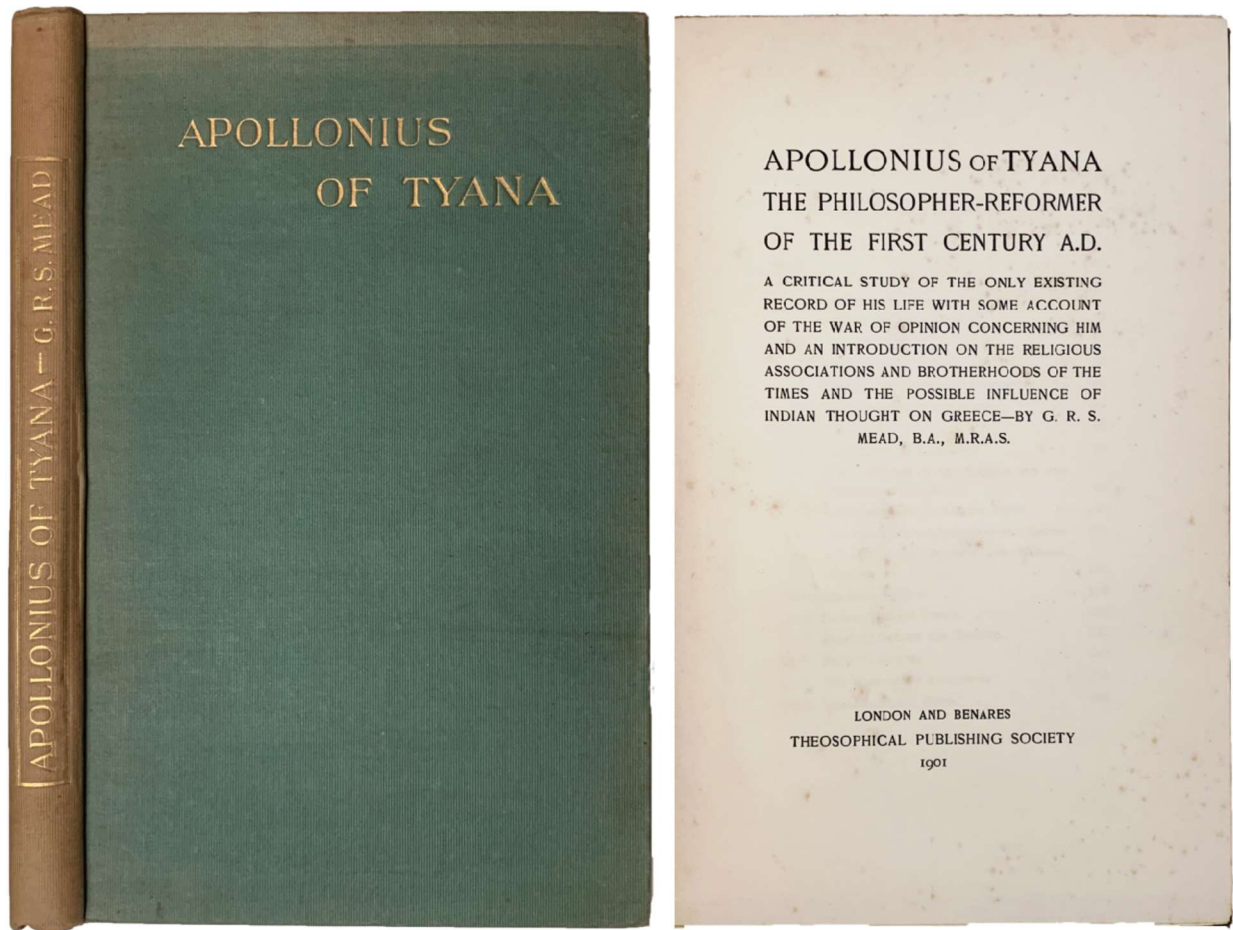 APOLLONIUS OF TYANA — G. R. S. MEAD
APOLLONIUS
OF TYANA
APOLLONIUS OF TYANA
THE PHILOSOPHER-REFORMER
OF THE FIRST CENTURY A.D.
A CRITICAL STUDY OF THE ONLY EXISTING
RECORD OF HIS LIFE WITH SOME ACCOUNT
OF THE WAR OF OPINION CONCERNING HIM
AND AN INTRODUCTION ON THE RELIGIOUS
ASSOCIATIONS AND BROTHERHOODS OF THE
TIMES AND THE POSSIBLE INFLUENCE OF
INDIAN THOUGHT ON GREECE—BY G. R. S.
MEAD, B.A., M.R.A.S.
LONDON AND BENARES
THEOSOPHICAL PUBLISHING SOCIETY
1901